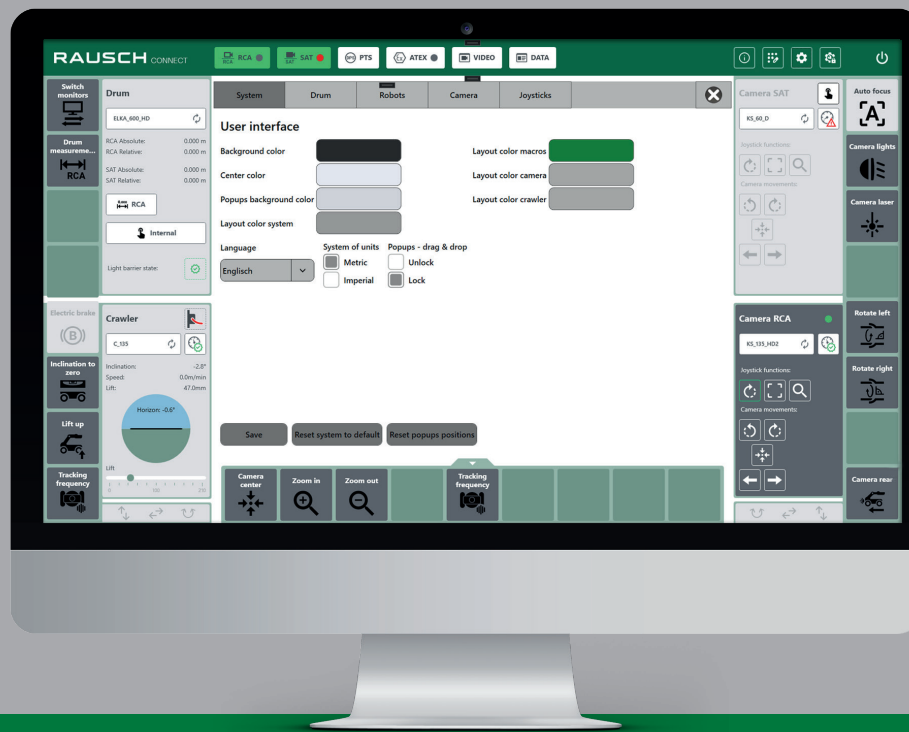 RAUSCH CONNECT
RCA
RCA
SAT
SAT
PTS
ATEX
VIDEO
DATA
Switch monitors
Drum measureme...
RCA
Drum
ELKA_600_HD
RCA Absolute: 0.000 m
RCA Relative: 0.000 m
SAT Absolute: 0.000 m
SAT Relative: 0.000 m
RCA
Internal
Light barrier state:
System
Drum
Robots
Camera
Joysticks
User interface
Background color
Center color
Popups background color
Layout color system
Layout color macros
Layout color camera
Layout color crawler
Language
Englisch
System of units
Metric
Imperial
Popups - drag & drop
Unlock
Lock
Save
Reset system to default
Reset popups positions
Camera center
Zoom in
Zoom out
Tracking frequency
Electric brake
(B)
Inclination to zero
Lift up
Tracking frequency
Crawler
C_135
Inclination: -2.8°
Speed: 0.0m/min
Lift: 47.0mm
Horizon: -0.6°
Lift
Camera SAT
KS_60_D
Joystick functions:
Camera movements:
Camera RCA
KS_135_HD2
Joystick functions:
Camera movements:
Auto focus
[A]
Camera lights
Camera laser
Rotate left
Rotate right
Camera rear